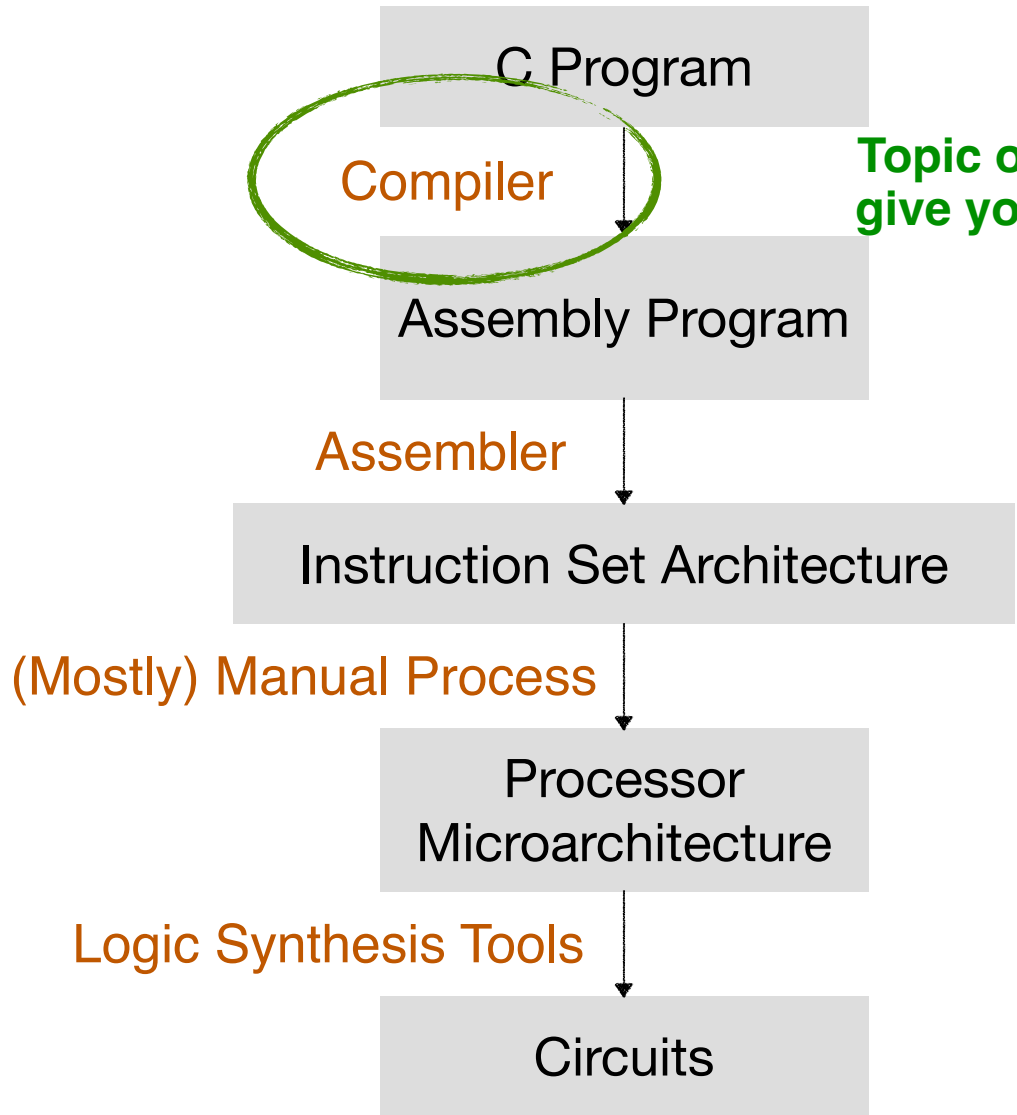 C Program
Compiler
Topic
give
Assembly Program
Assembler
Instruction Set Architecture
(Mostly) Manual Process
Processor
Microarchitecture
Logic Synthesis Tools
Circuits